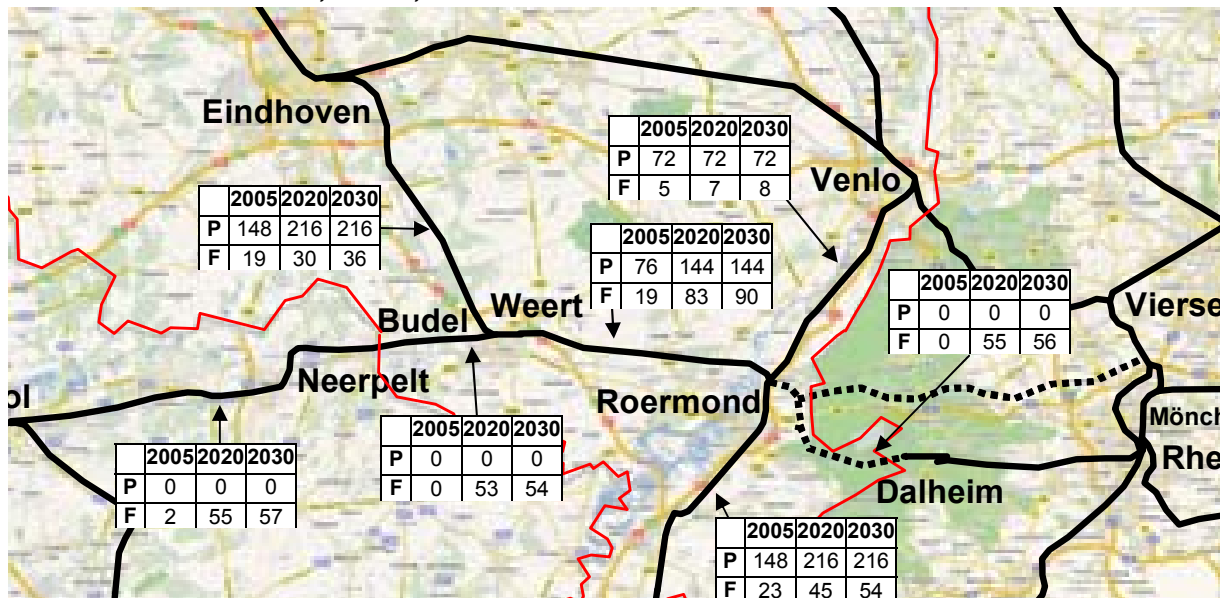 Eindhoven
2005 2020 2030
P 72 72 72
F 5 7 8
Venlo
2005 2020 2030
P 148 216 216
F 19 30 36
2005 2020 2030
P 76 144 144
F 19 83 90
Weert
Budel
2005 2020 2030
P 0 0 0
F 0 55 56
Vierse
Neerpelt
ol
Roermond
Mönch
Rhe
2005 2020 2030
P 0 0 0
F 0 53 54
2005 2020 2030
P 0 0 0
F 2 55 57
Dalheim
2005 2020 2030
P 148 216 216
F 23 45 54